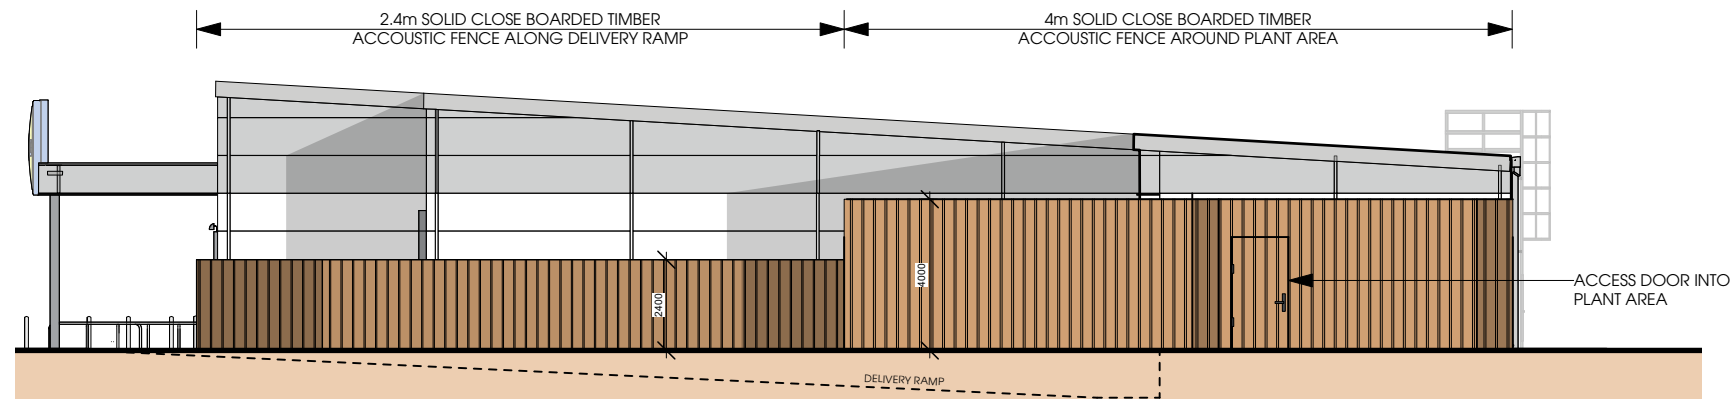 2.4m SOLID CLOSE BOARDED TIMBER
ACCOUSTIC FENCE ALONG DELIVERY RAMP
4m SOLID CLOSE BOARDED TIMBER
ACCOUSTIC FENCE AROUND PLANT AREA
2400
4000
ACCESS DOOR INTO
PLANT AREA
DELIVERY RAMP